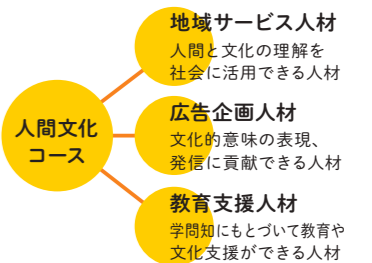 人間文化
コース
地域サービス人材
人間と文化の理解を
社会に活用できる人材
広告企画人材
文化的意味の表現、
発信に貢献できる人材
教育支援人材
学問知にもとづいて教育や
文化支援ができる人材